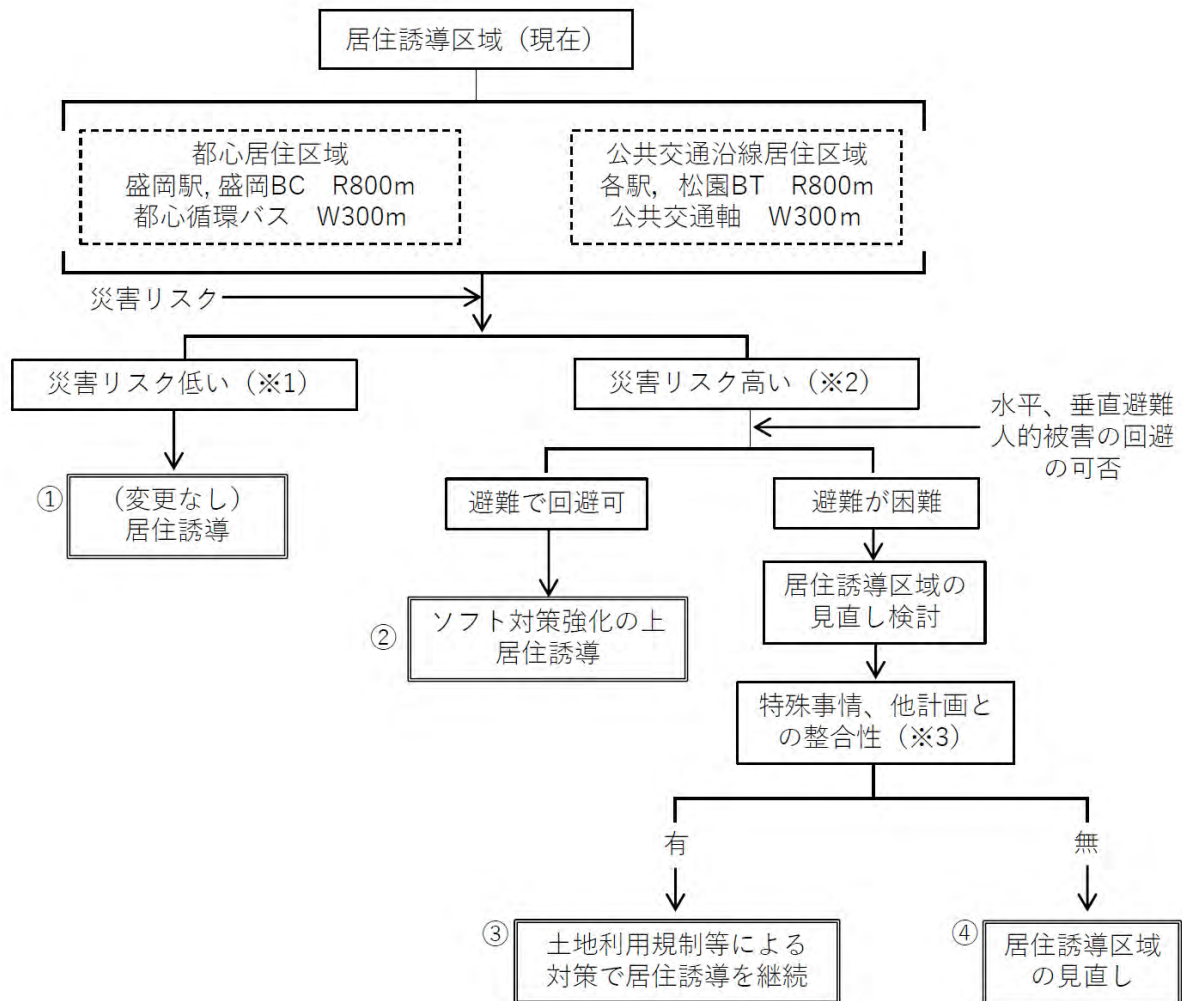 居住誘導区域（現在）
都心居住区域
盛岡駅, 盛岡BC　R800m
都心循環バス　W300m
公共交通沿線居住区域
各駅，松園BT　R800m
公共交通軸　W300m
災害リスク
災害リスク低い（※1）
災害リスク高い（※2）
水平、垂直避難
人的被害の回避
の可否
①
（変更なし）
居住誘導
避難で回避可
避難が困難
②
ソフト対策強化の上
居住誘導
居住誘導区域の
見直し検討
特殊事情、他計画と
の整合性（※3）
有
無
③
土地利用規制等による
対策で居住誘導を継続
④
居住誘導区域
の見直し